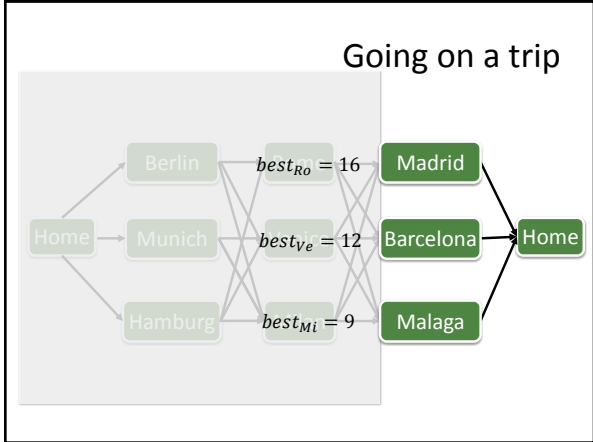 Going on a trip
Berlin
best_Ro = 16
Madrid
Home
Munich
best_Ve = 12
Barcelona
Home
Hamburg
best_Mi = 9
Malaga